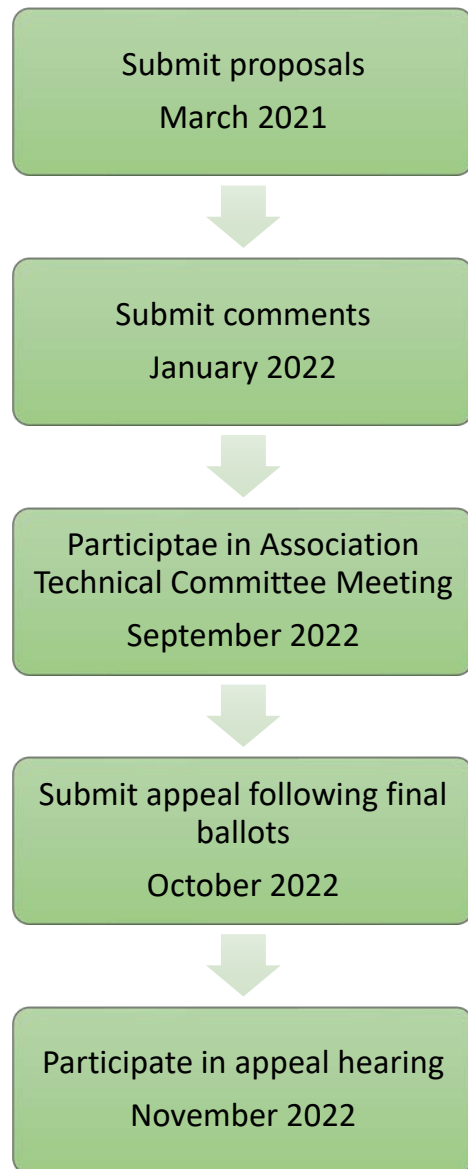 Submit proposals
March 2021
Submit comments
January 2022
Participtae in Association
Technical Committee Meeting
September 2022
Submit appeal following final
ballots
October 2022
Participate in appeal hearing
November 2022